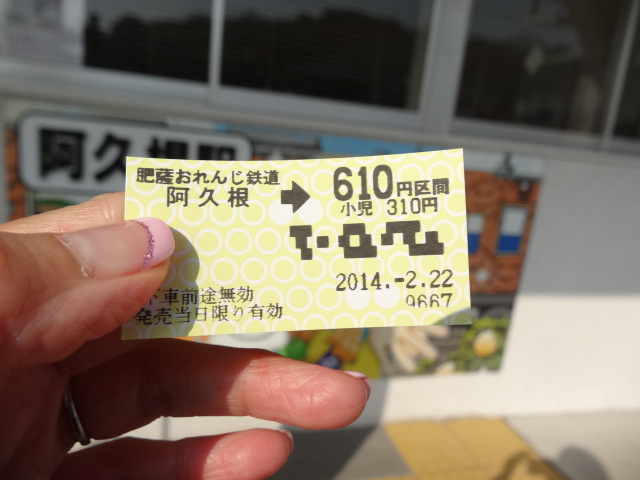 阿久根駅
肥薩おれんじ鉄道
阿久根 ➡ 610円区間
小児 310円
2014.-2.22
下車前途無効 9667
発売当日限り有効